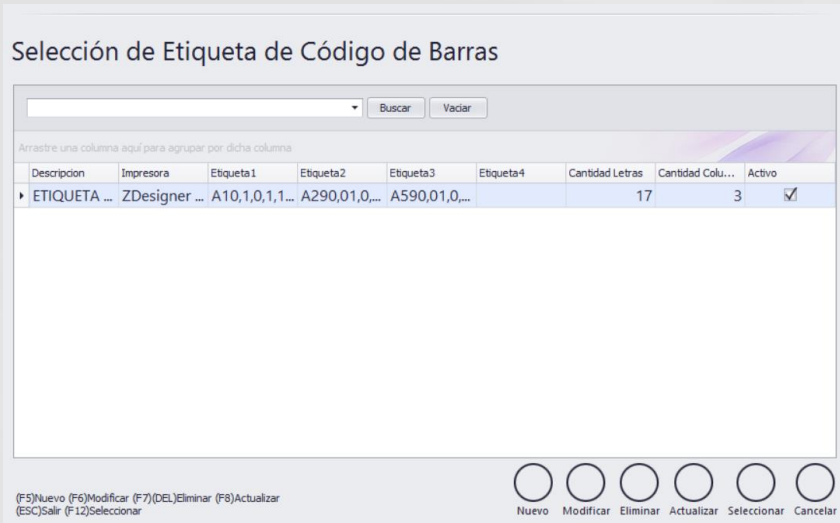 Selección de Etiqueta de Código de Barras
Buscar Vaciar
Arrastre una columna aquí para agrupar por dicha columna
Descripcion Impresora Etiqueta1 Etiqueta2 Etiqueta3 Etiqueta4 Cantidad Letras Cantidad Colu... Activo
ETIQUETA ... ZDesigner ... A10,1,0,1,1... A290,01,0,... A590,01,0,... 17 3
(F5)Nuevo (F6)Modificar (F7)(DEL)Eliminar (F8)Actualizar
(ESC)Salir (F12)Seleccionar
Nuevo Modificar Eliminar Actualizar Seleccionar Cancelar